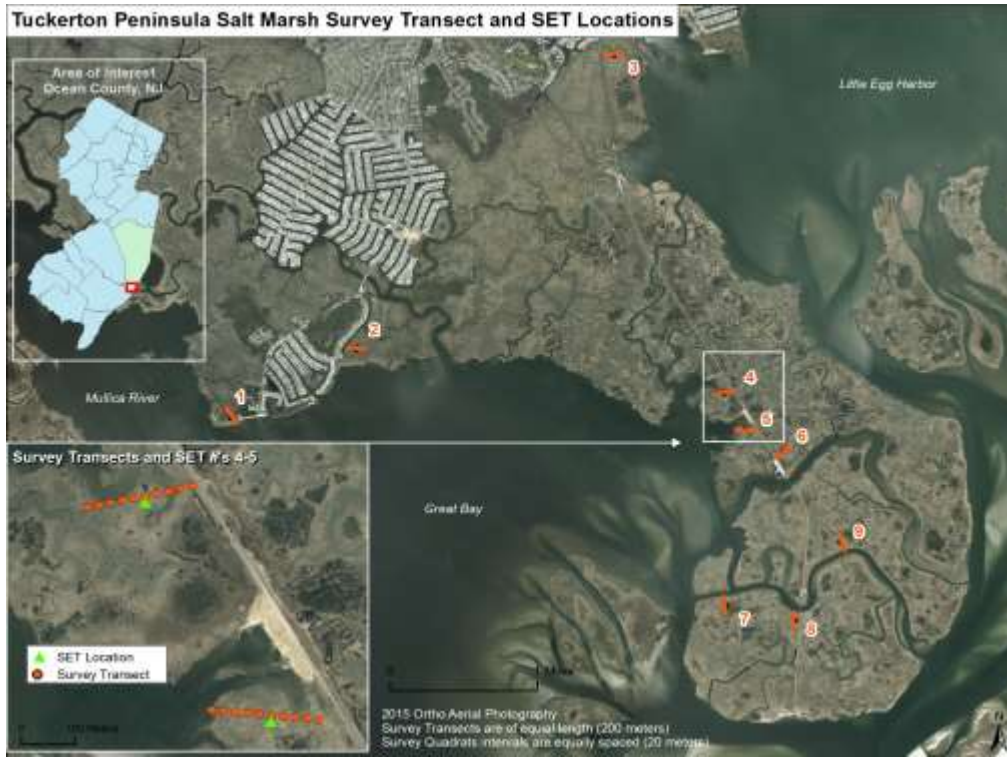 Tuckerton Peninsula Salt Marsh Survey Transect and SET Locations
Area of Interest
Ocean County, NJ
3
Little Egg Harbor
2
1
Mullica River
4
5
6
Survey Transects and SET #'s 4-5
Great Bay
9
7
8
SET Location
Survey Transect
0
0
2015 Ortho Aerial Photography
Survey Transects are of equal length (200 meters)
Survey Quadrats intervals are equally spaced (20 meters)